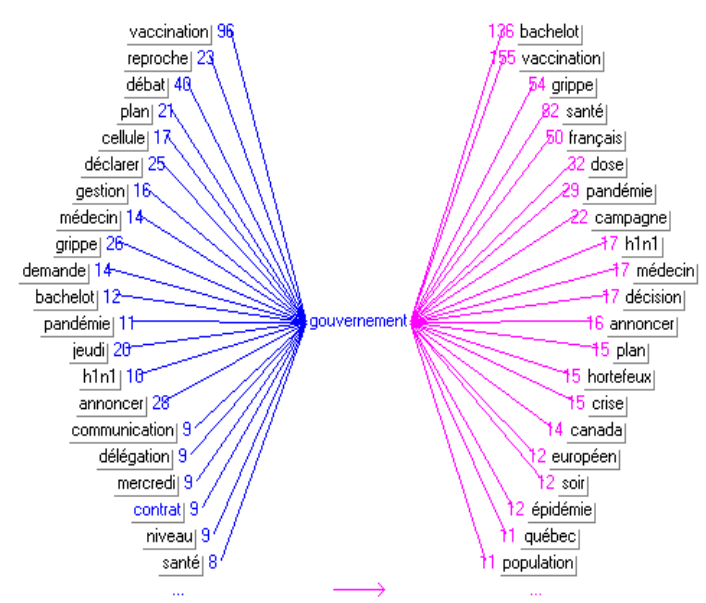 vaccination 96
reproche 23
débat 40
plan 21
cellule 17
déclarer 25
gestion 16
médecin 14
grippe 26
demande 14
bachelot 12
pandémie 11
jeudi 20
h1n1 10
annoncer 28
communication 9
délégation 9
mercredi 9
contrat 9
niveau 9
santé 8
...
gouvernement
136 bachelot
155 vaccination
54 grippe
82 santé
50 français
32 dose
29 pandémie
22 campagne
17 h1n1
17 médecin
17 décision
16 annoncer
15 plan
15 hortefeux
15 crise
14 canada
12 européen
12 soir
12 épidémie
11 québec
11 population
...